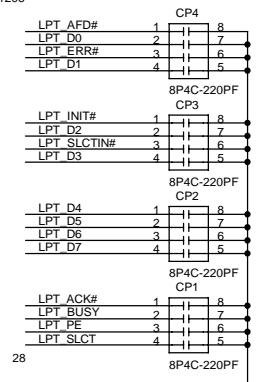 CP4
LPT_AFD# 1 8
LPT_D0 2 7
LPT_ERR# 3 6
LPT_D1 4 5
8P4C-220PF
CP3
LPT_INIT# 1 8
LPT_D2 2 7
LPT_SLCTIN# 3 6
LPT_D3 4 5
8P4C-220PF
CP2
LPT_D4 1 8
LPT_D5 2 7
LPT_D6 3 6
LPT_D7 4 5
8P4C-220PF
CP1
LPT_ACK# 1 8
LPT_BUSY 2 7
LPT_PE 3 6
LPT_SLCT 4 5
28
8P4C-220PF